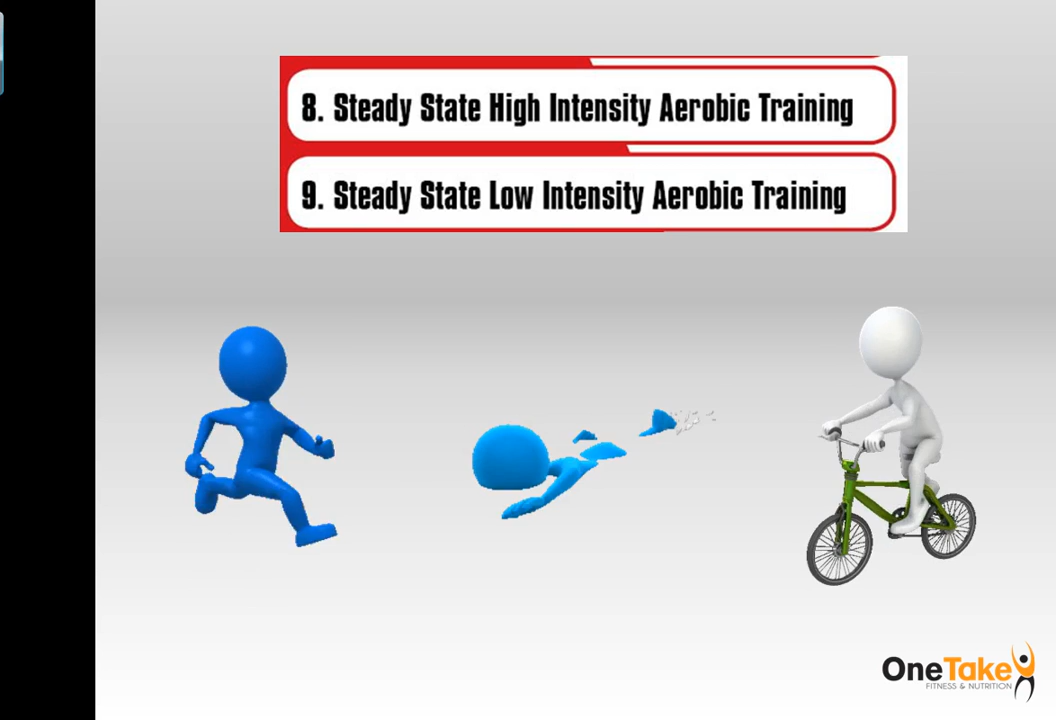 8. Steady State High Intensity Aerobic Training
9. Steady State Low Intensity Aerobic Training
OneTake
FITNESS & NUTRITION